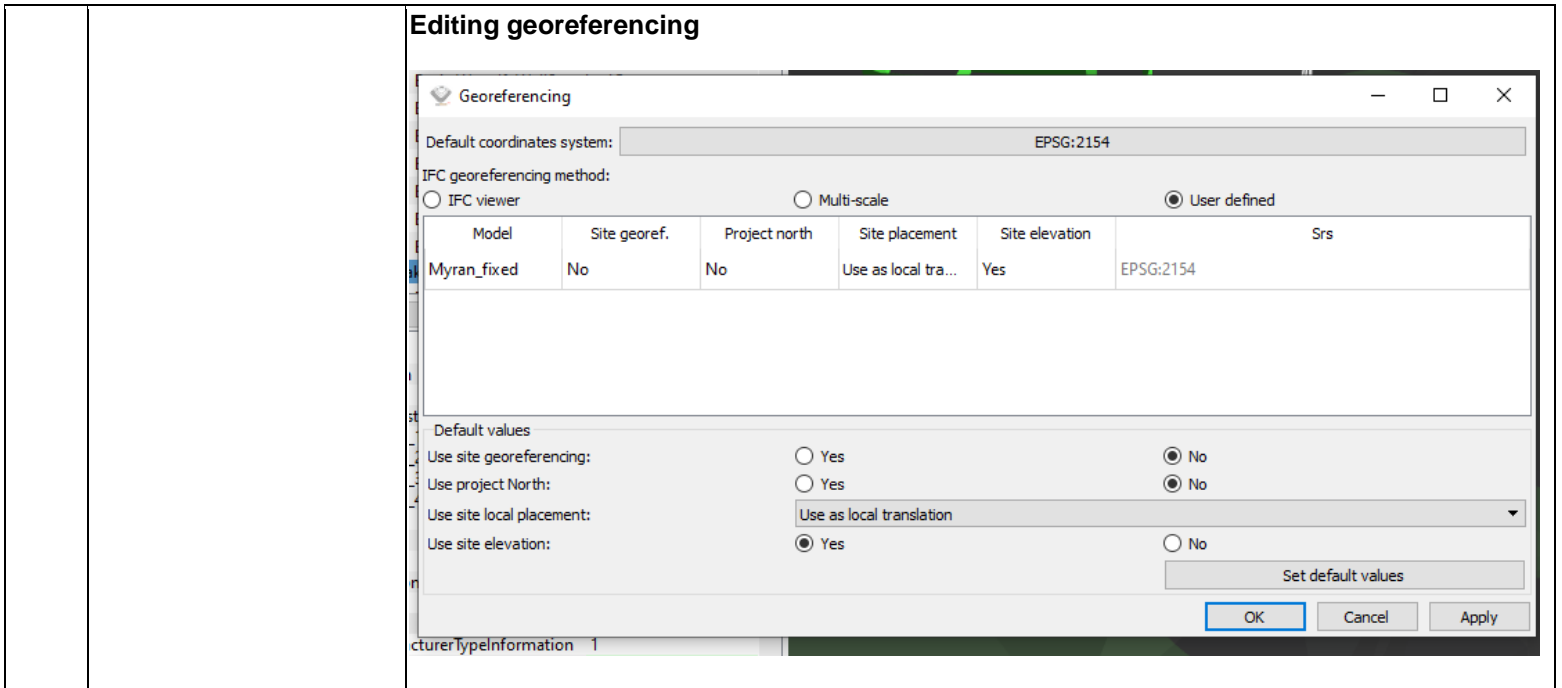 Editing georeferencing
Georeferencing
Default coordinates system: EPSG:2154
IFC georeferencing method:
IFC viewer Multi-scale User defined
Model Site georef. Project north Site placement Site elevation Srs
Myran_fixed No No Use as local tra... Yes EPSG:2154
Default values
Use site georeferencing: Yes No
Use project North: Yes No
Use site local placement: Use as local translation
Use site elevation: Yes No
Set default values
OK Cancel Apply
cturerTypeInformation 1